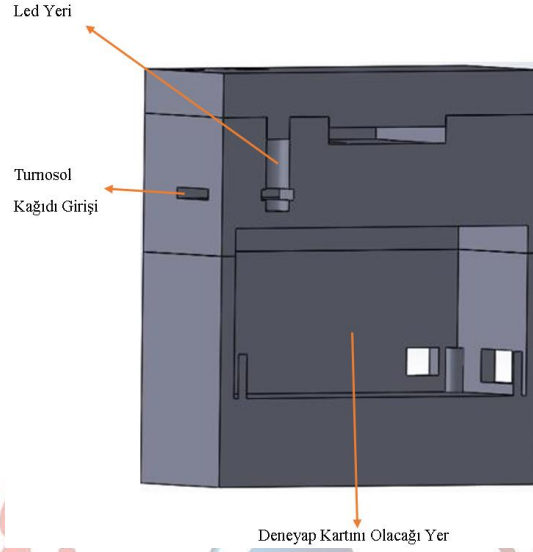 Led Yeri
Turnosol
Kağıdı Girişi
Deneyap Kartını Olacağı Yer